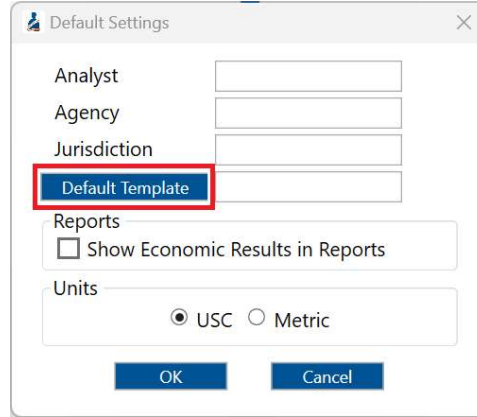 Default Settings
Analyst
Agency
Jurisdiction
Default Template
Reports
Show Economic Results in Reports
Units
USC Metric
OK Cancel